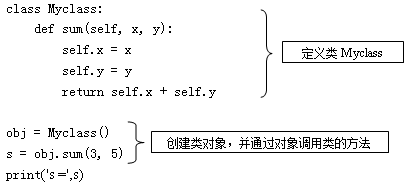 class Myclass:
    def sum(self, x, y):
        self.x = x
        self.y = y
        return self.x + self.y
定义类 Myclass
obj = Myclass()
s = obj.sum(3, 5)
print('s=',s)
创建类对象，并通过对象调用类的方法